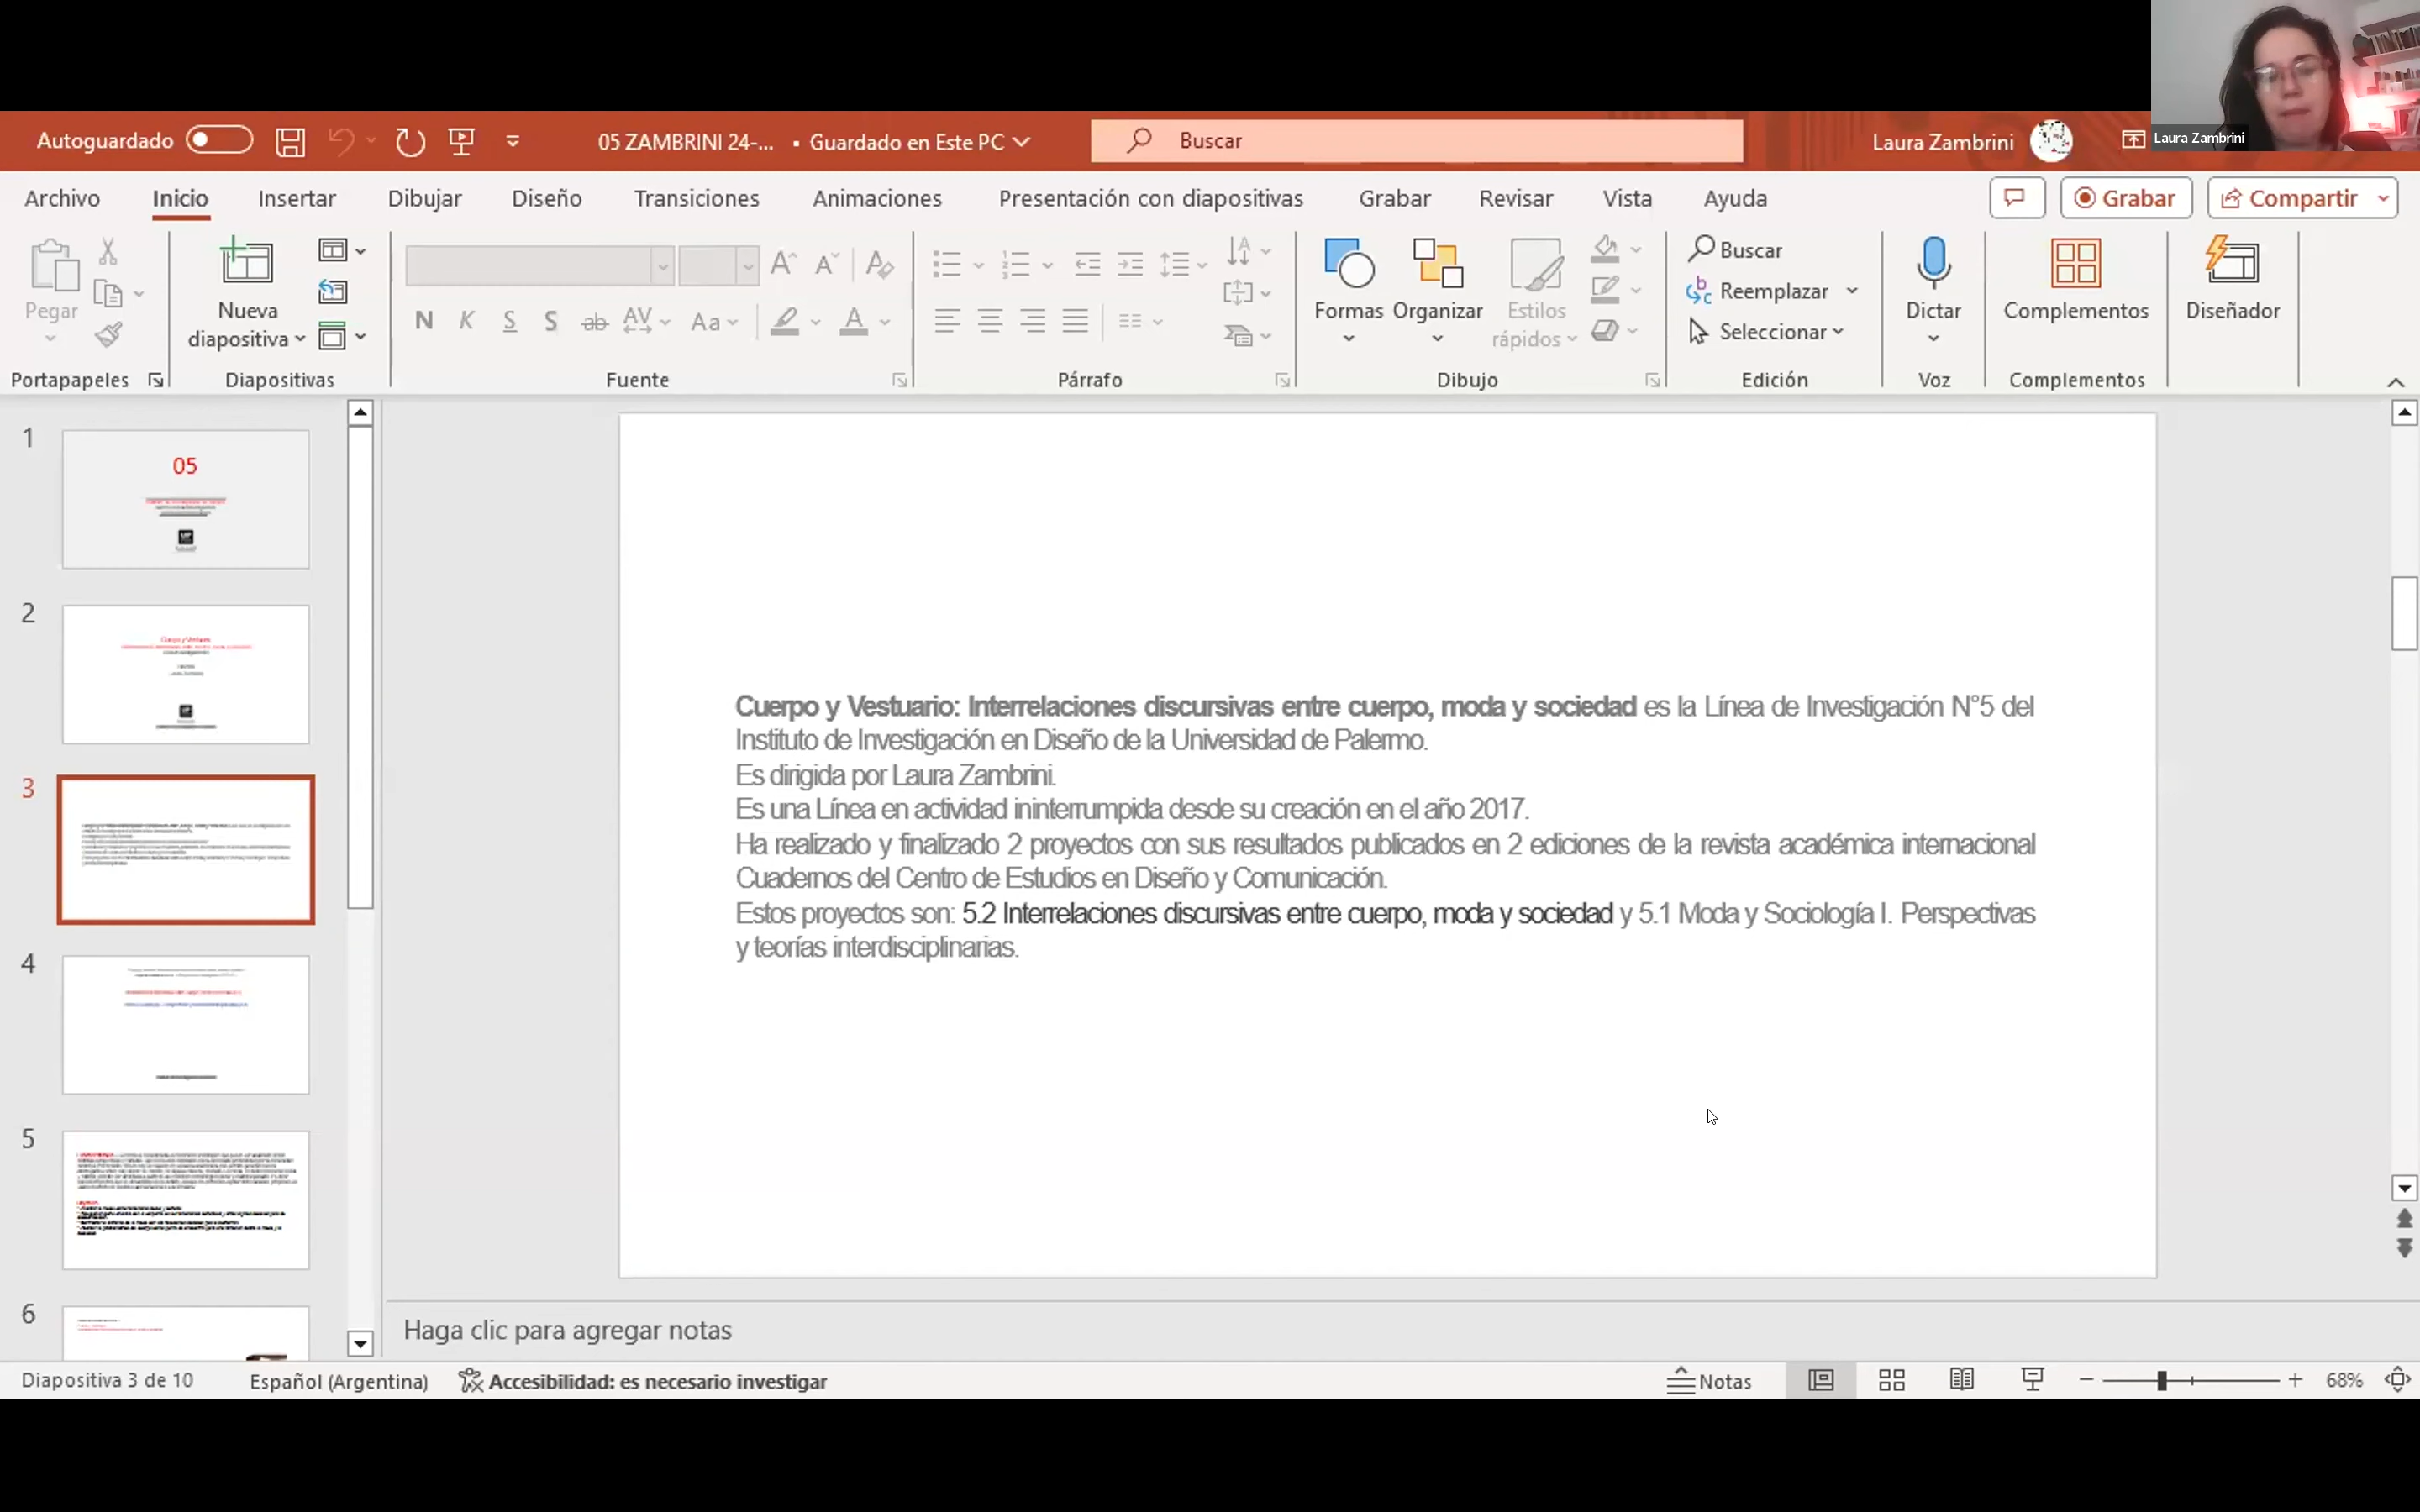 Laura Zambrini
Autoguardado
05 ZAMBRINI 24-... • Guardado en Este PC
Buscar
Laura Zambrini
Archivo Inicio Insertar Dibujar Diseño Transiciones Animaciones Presentación con diapositivas Grabar Revisar Vista Ayuda
Grabar
Compartir
Pegar
Nueva
diapositiva
N K S S ab AV Aa A
Formas Organizar Estilos
rápidos
Buscar
Reemplazar
Seleccionar
Dictar
Complementos
Diseñador
Portapapeles Diapositivas Fuente Párrafo Dibujo Edición Voz Complementos
1
05
2
3
4
5
6
Cuerpo y Vestuario: Interrelaciones discursivas entre cuerpo, moda y sociedad es la Línea de Investigación N°5 del
Instituto de Investigación en Diseño de la Universidad de Palermo.
Es dirigida por Laura Zambrini.
Es una Línea en actividad ininterrumpida desde su creación en el año 2017.
Ha realizado y finalizado 2 proyectos con sus resultados publicados en 2 ediciones de la revista académica internacional
Cuadernos del Centro de Estudios en Diseño y Comunicación.
Estos proyectos son: 5.2 Interrelaciones discursivas entre cuerpo, moda y sociedad y 5.1 Moda y Sociología I. Perspectivas
y teorías interdisciplinarias.
Haga clic para agregar notas
Diapositiva 3 de 10 Español (Argentina) Accesibilidad: es necesario investigar
Notas
68%